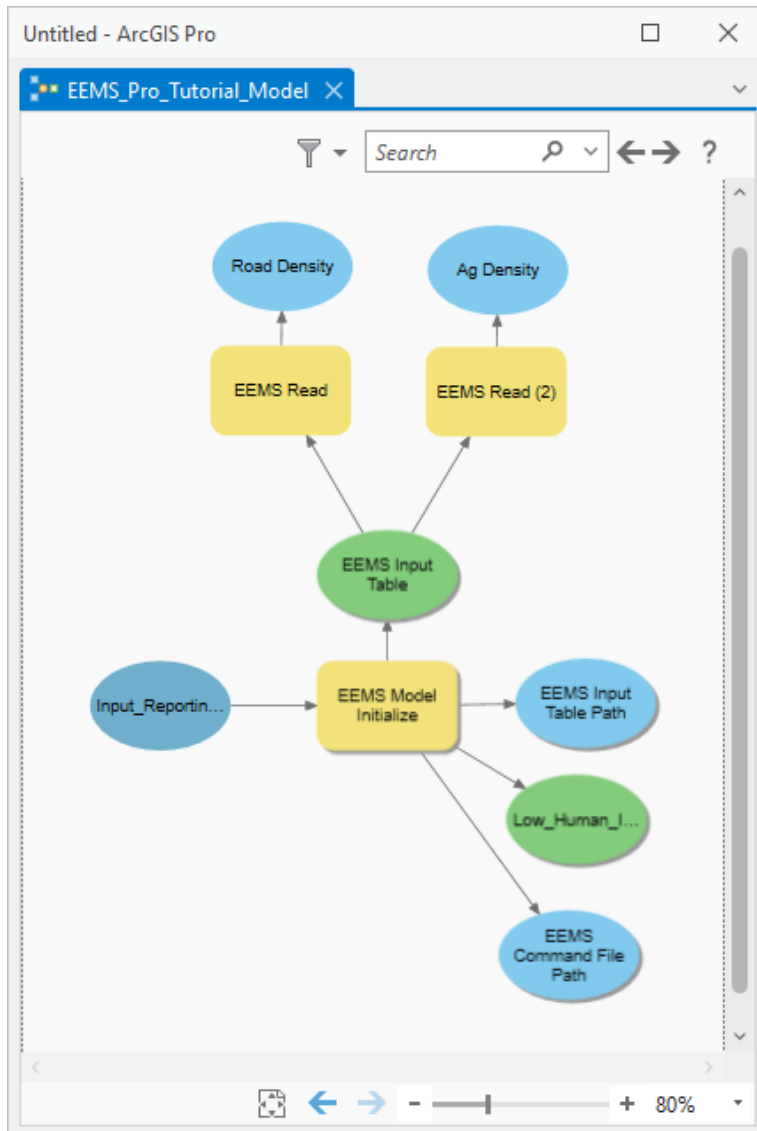 Untitled - ArcGIS Pro
EEMS_Pro_Tutorial_Model
Search
?
Road Density
Ag Density
EEMS Read
EEMS Read (2)
EEMS Input
Table
Input_Reportin...
EEMS Model
Initialize
EEMS Input
Table Path
Low_Human_I...
EEMS
Command File
Path
- + 80%